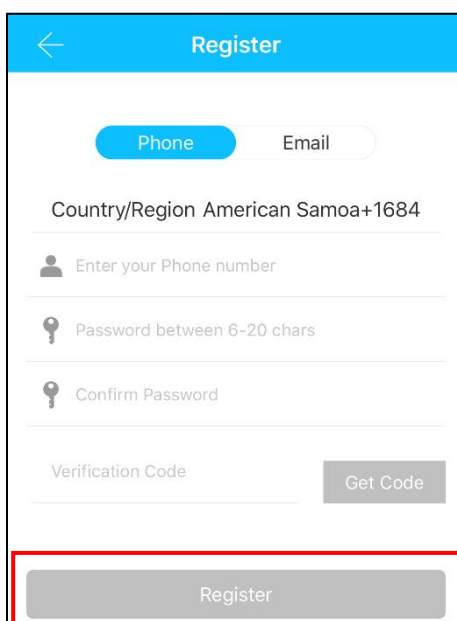 Register
Phone Email
Country/Region American Samoa+1684
Enter your Phone number
Password between 6-20 chars
Confirm Password
Verification Code Get Code
Register